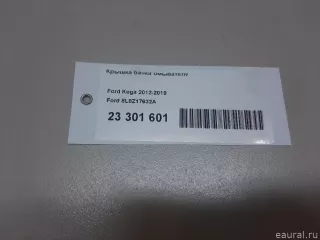 Крышка бачка омывателя
Ford Kuga 2012-2019
Ford 8L8Z17632A
23 301 601
eaural.ru